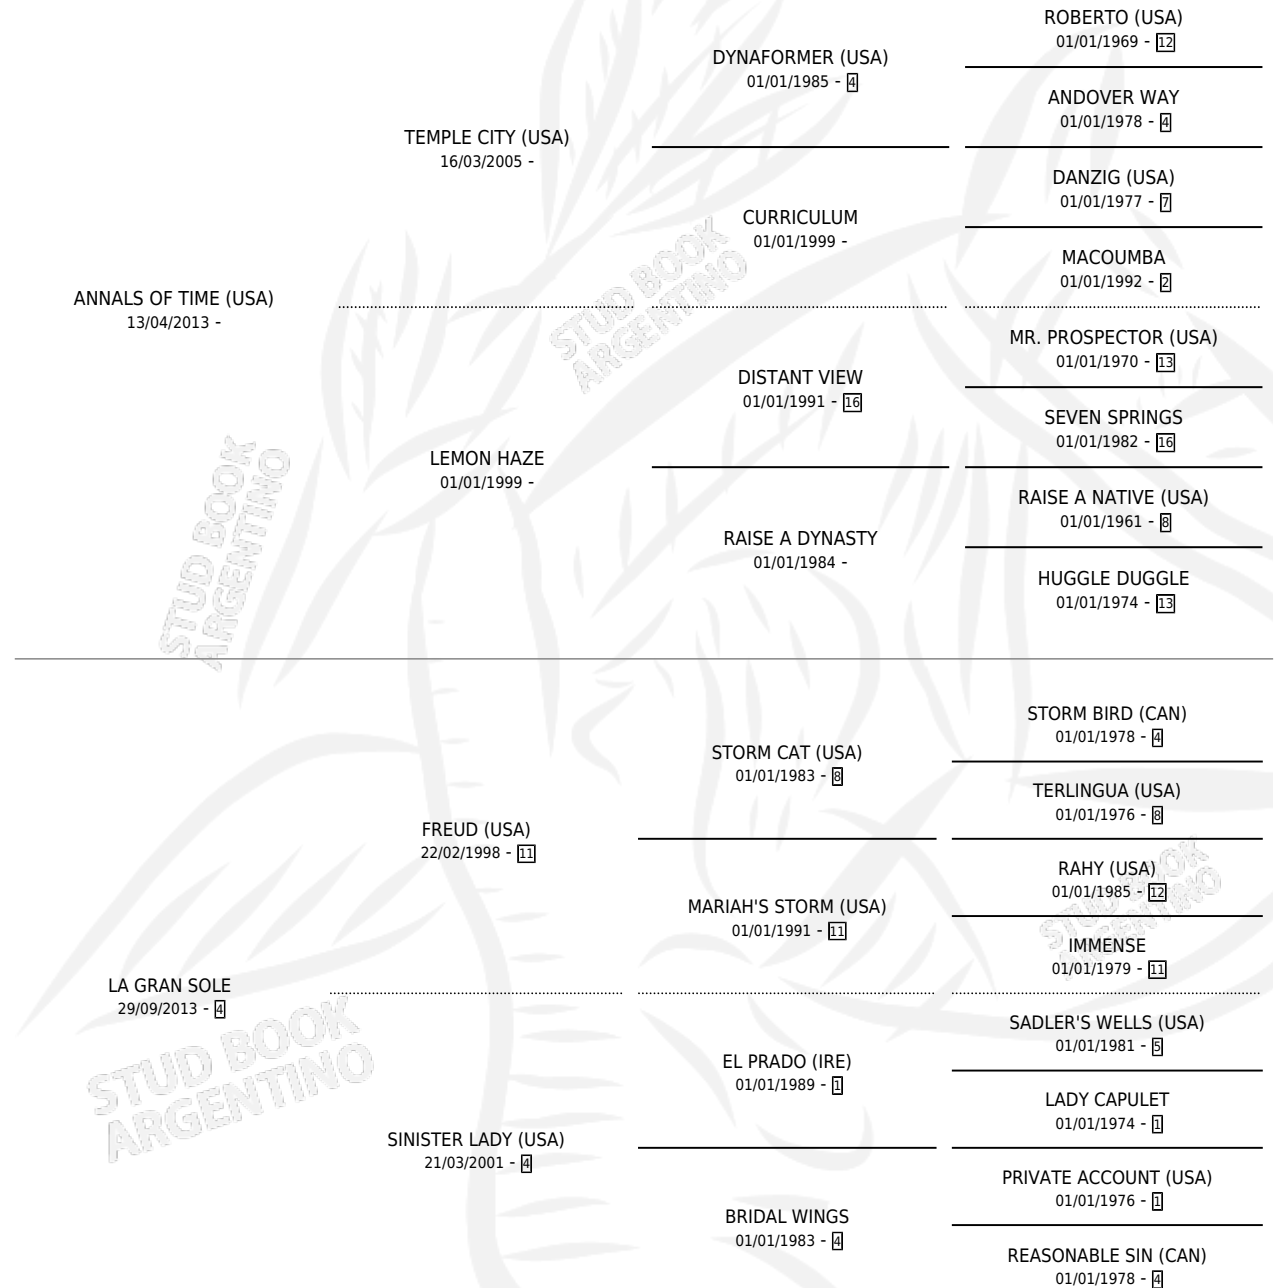 ROBERTO (USA)
01/01/1969 - 12
DYNAFORMER (USA)
01/01/1985 - 4
ANDOVER WAY
01/01/1978 - 4
TEMPLE CITY (USA)
16/03/2005 -
DANZIG (USA)
01/01/1977 - 7
CURRICULUM
01/01/1999 -
MACOUMBA
01/01/1992 - 2
ANNALS OF TIME (USA)
13/04/2013 -
STUD BOOK
ARGENTINO
MR. PROSPECTOR (USA)
01/01/1970 - 13
DISTANT VIEW
01/01/1991 - 16
SEVEN SPRINGS
01/01/1982 - 16
LEMON HAZE
01/01/1999 -
STUD BOOK
ARGENTINO
RAISE A NATIVE (USA)
01/01/1961 - 8
RAISE A DYNASTY
01/01/1984 -
HUGGLE DUGGLE
01/01/1974 - 13
STORM BIRD (CAN)
01/01/1978 - 4
STORM CAT (USA)
01/01/1983 - 8
TERLINGUA (USA)
01/01/1976 - 8
FREUD (USA)
22/02/1998 - 11
RAHY (USA)
01/01/1985 - 12
STUD BOOK
ARGENTINO
MARIAH'S STORM (USA)
01/01/1991 - 11
IMMENSE
01/01/1979 - 11
LA GRAN SOLE
29/09/2013 - 4
STUD BOOK
ARGENTINO
SADLER'S WELLS (USA)
01/01/1981 - 5
EL PRADO (IRE)
01/01/1989 - 1
LADY CAPULET
01/01/1974 - 1
SINISTER LADY (USA)
21/03/2001 - 4
PRIVATE ACCOUNT (USA)
01/01/1976 - 1
BRIDAL WINGS
01/01/1983 - 4
REASONABLE SIN (CAN)
01/01/1978 - 4